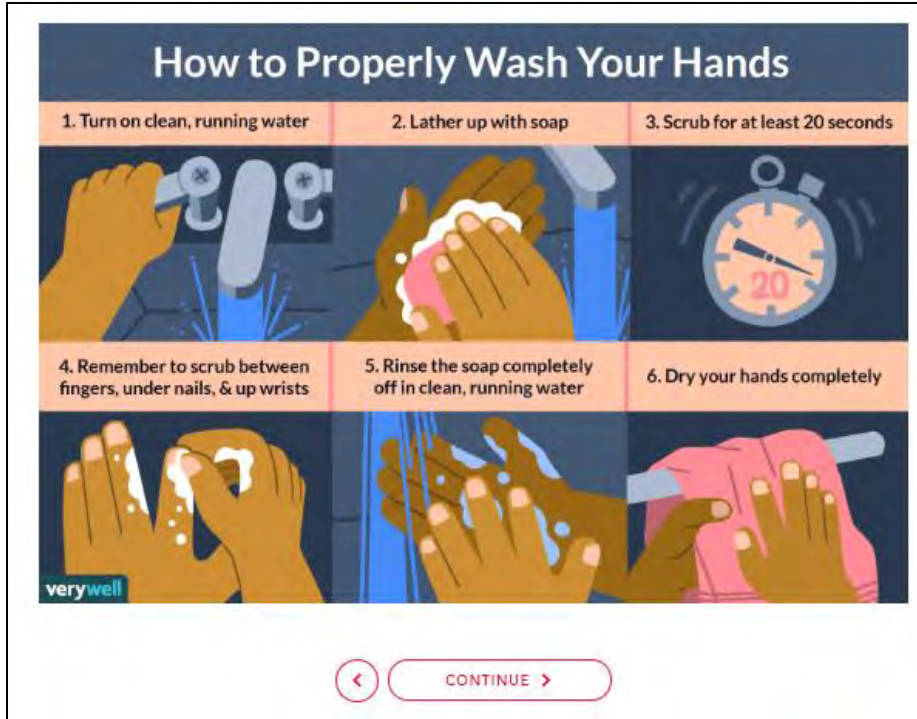 How to Properly Wash Your Hands
1. Turn on clean, running water
2. Lather up with soap
3. Scrub for at least 20 seconds
20
4. Remember to scrub between
fingers, under nails, & up wrists
5. Rinse the soap completely
off in clean, running water
6. Dry your hands completely
verywell
CONTINUE